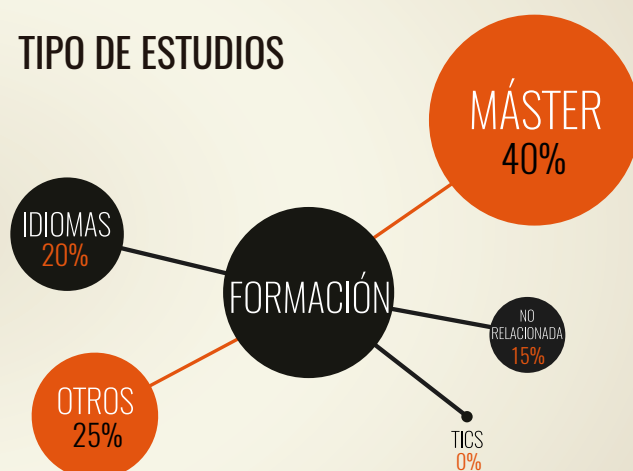 TIPO DE ESTUDIOS
MÁSTER
40%
IDIOMAS
20%
FORMACIÓN
NO
RELACIONADA
15%
OTROS
25%
TICS
0%